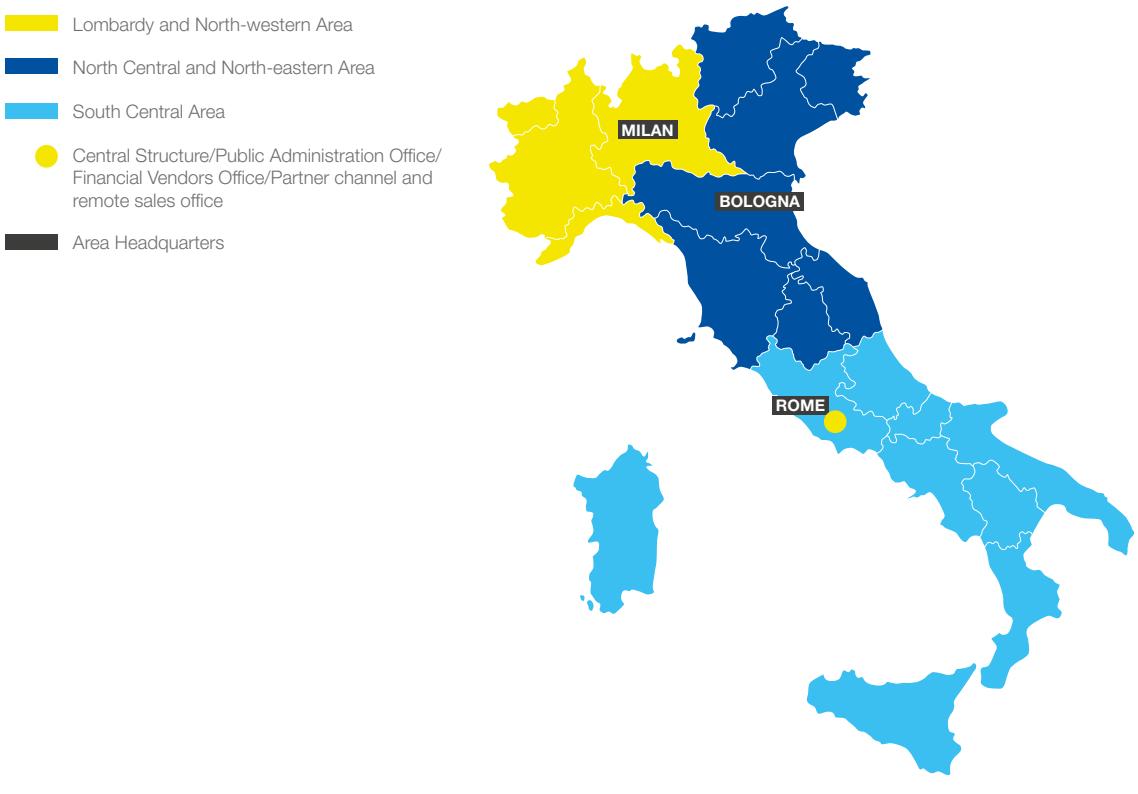 Lombardy and North-western Area
North Central and North-eastern Area
South Central Area
Central Structure/Public Administration Office/
Financial Vendors Office/Partner channel and
remote sales office
Area Headquarters
MILAN
BOLOGNA
ROME